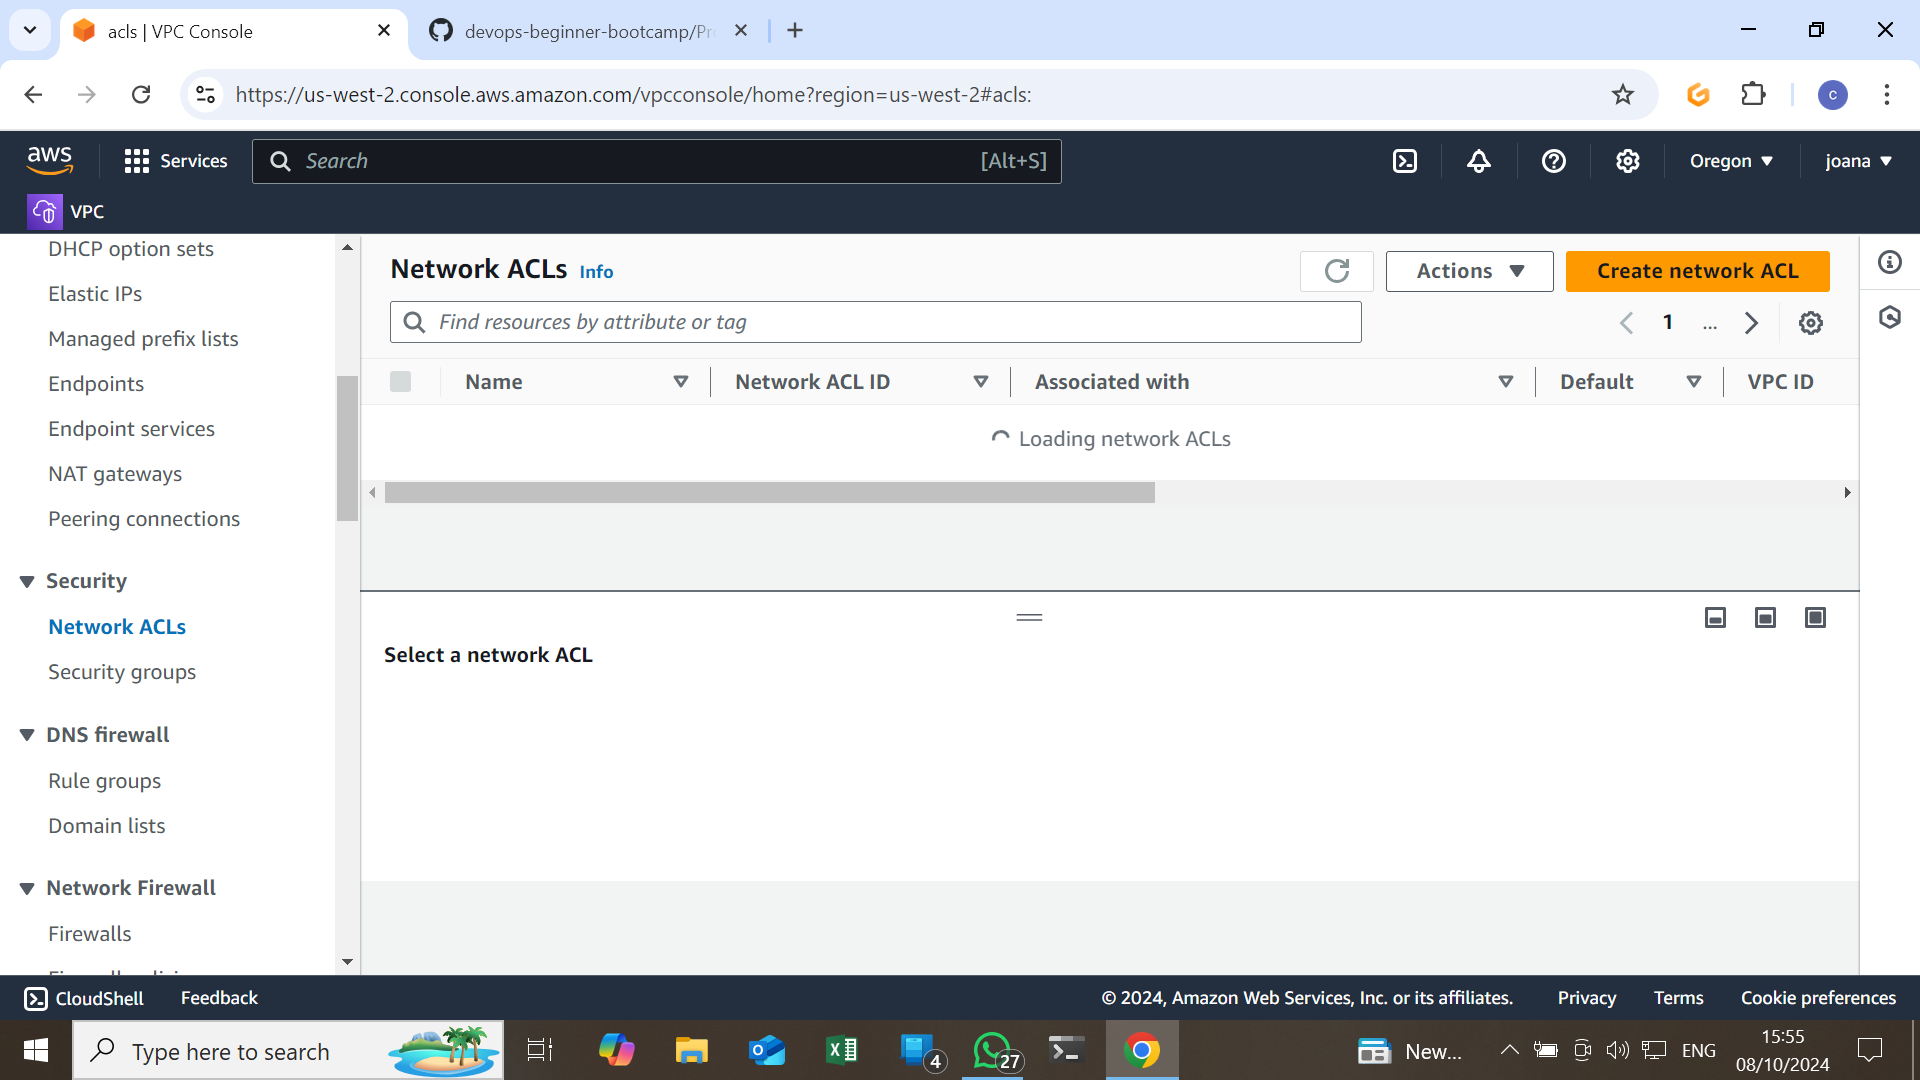 acls | VPC Console
devops-beginner-bootcamp/Pr
https://us-west-2.console.aws.amazon.com/vpcconsole/home?region=us-west-2#acls:
c
aws
Services
Search
[Alt+S]
Oregon
joana
VPC
DHCP option sets
Elastic IPs
Managed prefix lists
Endpoints
Endpoint services
NAT gateways
Peering connections
Security
Network ACLs
Security groups
DNS firewall
Rule groups
Domain lists
Network Firewall
Firewalls
Network ACLs Info
Actions
Create network ACL
Find resources by attribute or tag
1 ...
Name
Network ACL ID
Associated with
Default
VPC ID
Loading network ACLs
Select a network ACL
CloudShell
Feedback
© 2024, Amazon Web Services, Inc. or its affiliates.
Privacy
Terms
Cookie preferences
Type here to search
4
27
New...
ENG
15:55
08/10/2024